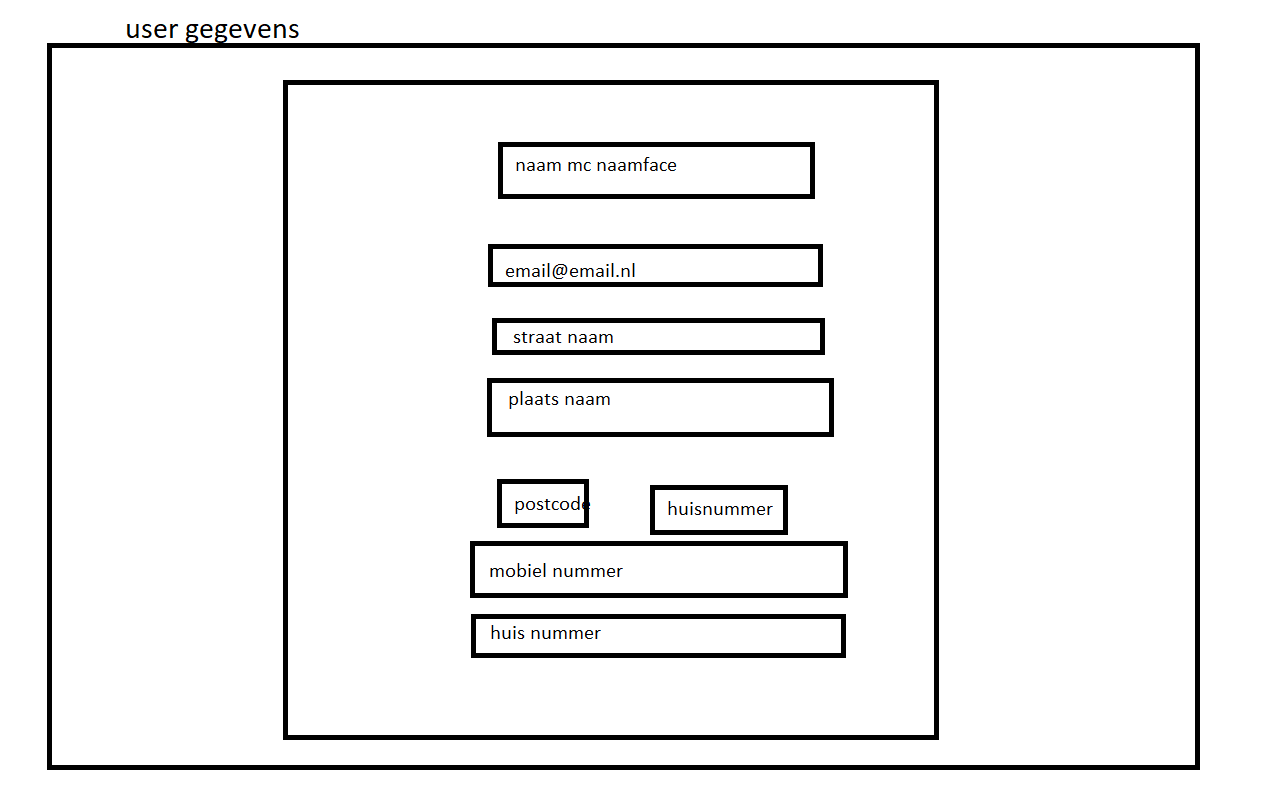 user gegevens
naam mc naamface
email@email.nl
straat naam
plaats naam
postcode
huisnummer
mobiel nummer
huis nummer